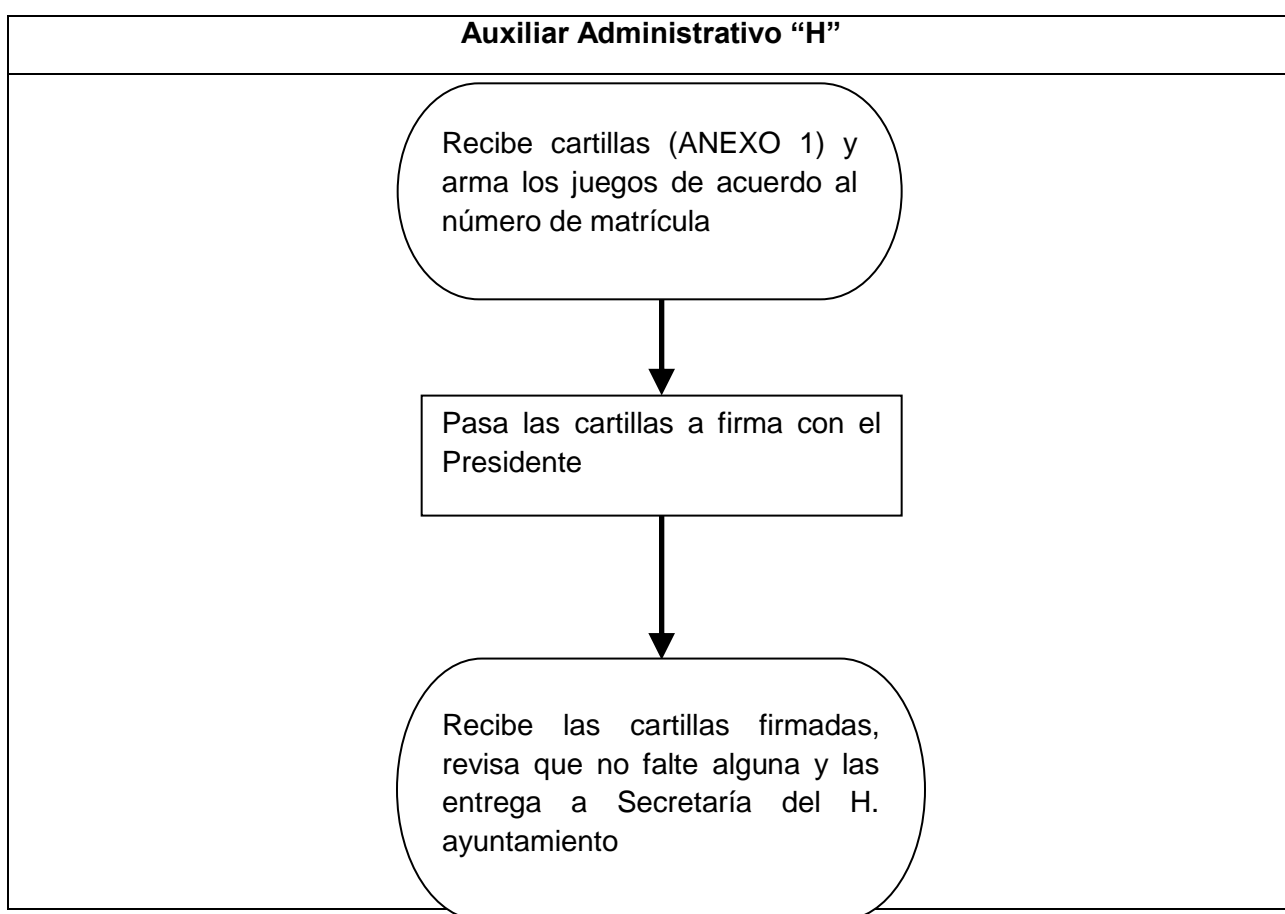 Auxiliar Administrativo “H”
Recibe cartillas (ANEXO 1) y
arma los juegos de acuerdo al
número de matrícula
Pasa las cartillas a firma con el
Presidente
Recibe las cartillas firmadas,
revisa que no falte alguna y las
entrega a Secretaría del H.
ayuntamiento